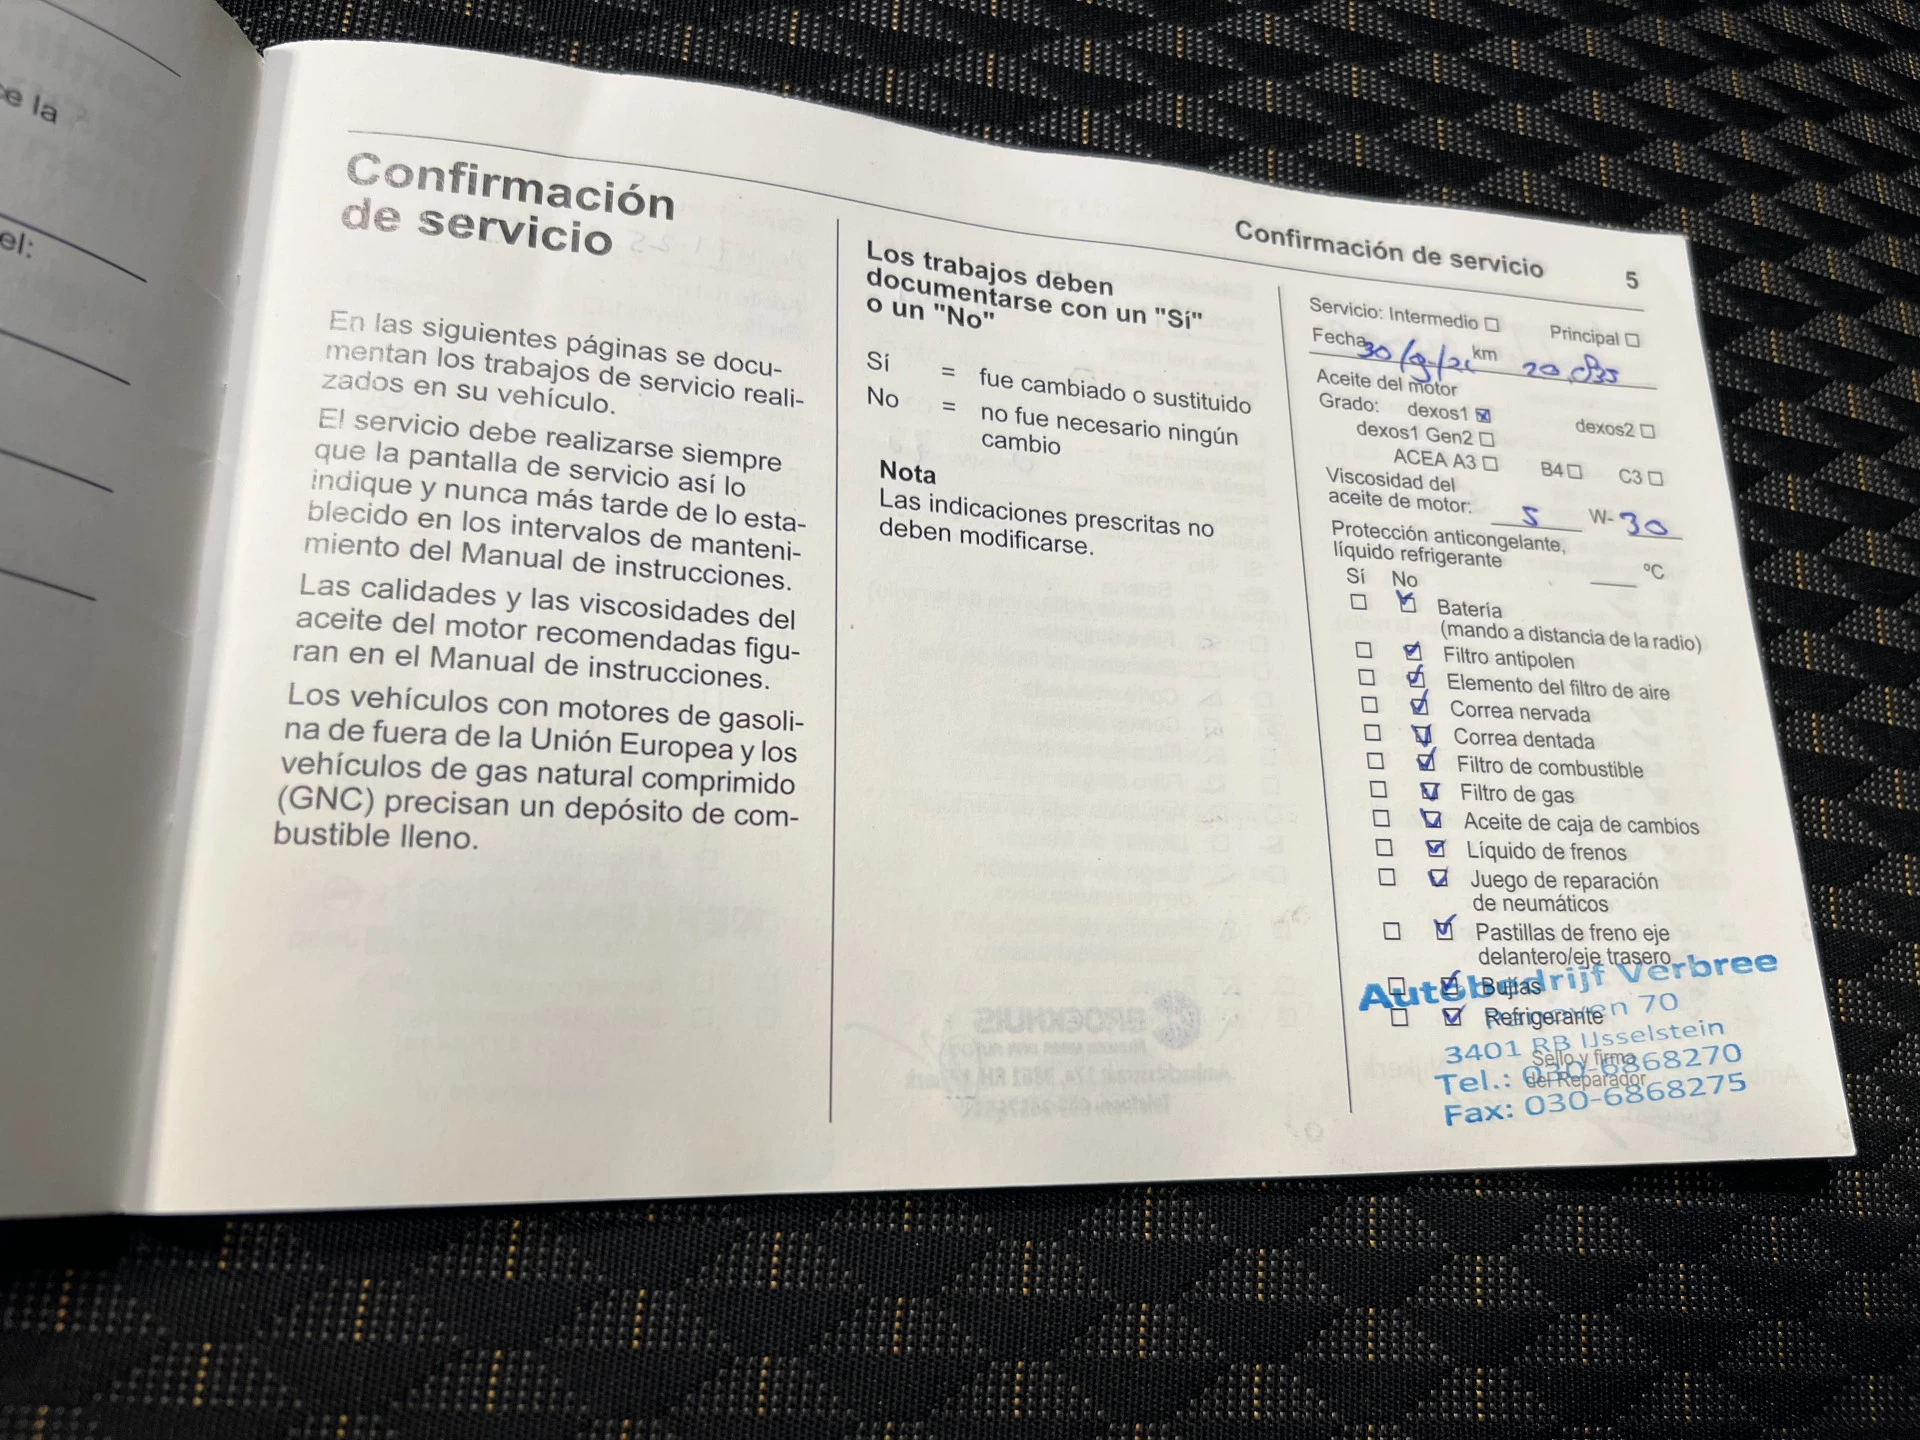 e la
el:
Confirmación
de servicio
En las siguientes páginas se docu-
mentan los trabajos de servicio reali-
zados en su vehículo.
El servicio debe realizarse siempre
que la pantalla de servicio así lo
indique y nunca más tarde de lo esta-
blecido en los intervalos de manteni-
miento del Manual de instrucciones.
Las calidades y las viscosidades del
aceite del motor recomendadas figu-
ran en el Manual de instrucciones.
Los vehículos con motores de gasoli-
na de fuera de la Unión Europea y los
vehículos de gas natural comprimido
(GNC) precisan un depósito de com-
bustible lleno.
Los trabajos deben
documentarse con un "Sí"
o un "No"
Sí = fue cambiado o sustituido
No = no fue necesario ningún
cambio
Nota
Las indicaciones prescritas no
deben modificarse.
Confirmación de servicio 5
Servicio: Intermedio Principal
Fecha km
Aceite del motor
Grado: dexos1 dexos2
dexos1 Gen2
ACEA A3 B4 C3
Viscosidad del
aceite de motor: 5 W- 30
Protección anticongelante,
líquido refrigerante ºC
Sí No
Batería
(mando a distancia de la radio)
Filtro antipolen
Elemento del filtro de aire
Correa nervada
Correa dentada
Filtro de combustible
Filtro de gas
Aceite de caja de cambios
Líquido de frenos
Juego de reparación
de neumáticos
Pastillas de freno eje
delantero/eje trasero
Bujías
Refrigerante
Sello y firma
del Reparador
Autobedrijf Verbree
70
3401 RB IJsselstein
Tel.: 030-6868270
Fax: 030-6868275